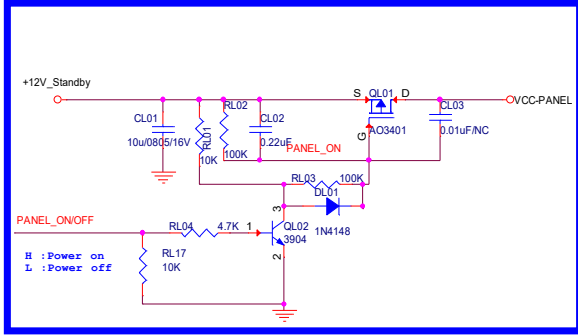 +12V_Standby
S
QL01
D
VCC-PANEL
CL01
10u/0805/16V
RL01
10K
RL02
100K
CL02
0.22uF
PANEL_ON
G
AO3401
CL03
0.01uF/NC
RL03
100K
DL01
1N4148
PANEL_ON/OFF
RL04
4.7K
1
3
QL02
3904
2
RL17
10K
H :Power on
L :Power off